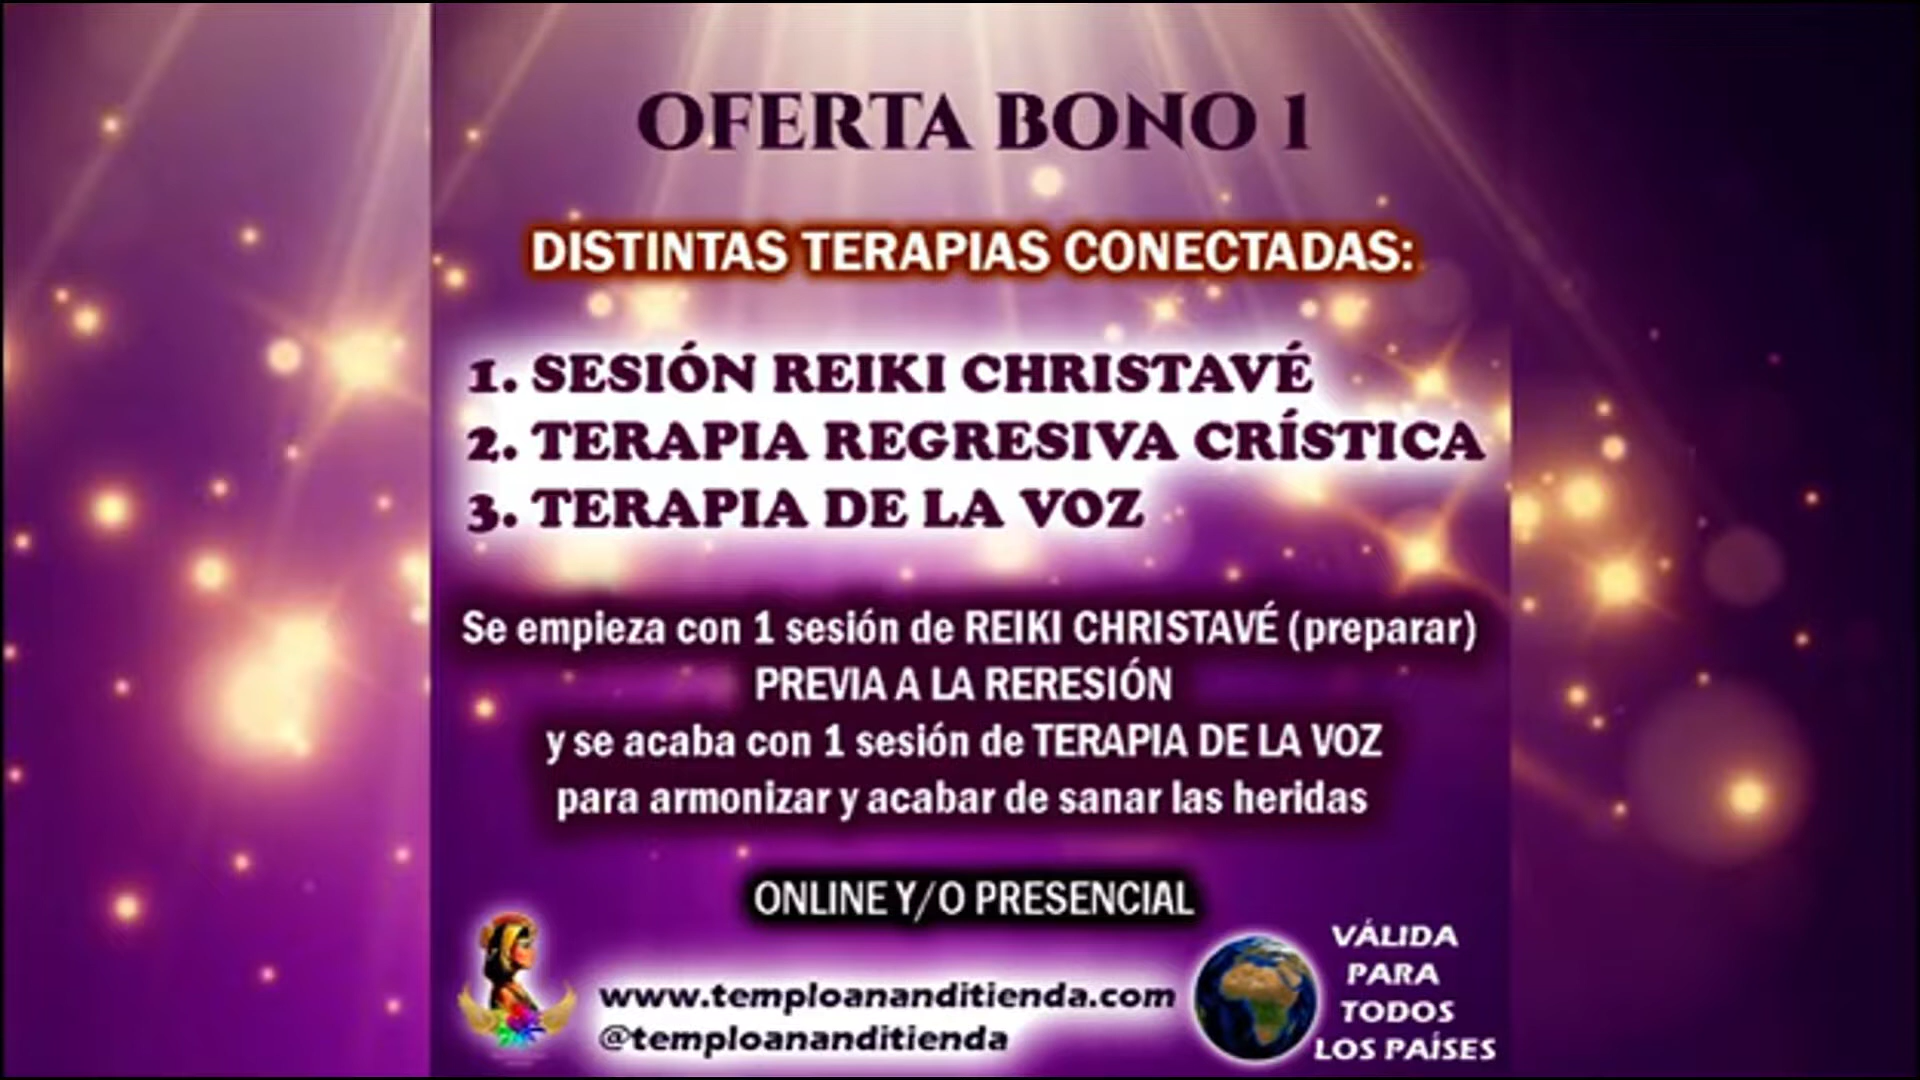 OFERTA BONO 1
DISTINTAS TERAPIAS CONECTADAS:
1. SESIÓN REIKI CHRISTAVÉ
2. TERAPIA REGRESIVA CRÍSTICA
3. TERAPIA DE LA VOZ
Se empieza con 1 sesión de REIKI CHRISTAVÉ (preparar)
PREVIA A LA RERESIÓN
y se acaba con 1 sesión de TERAPIA DE LA VOZ
para armonizar y acabar de sanar las heridas
ONLINE Y/O PRESENCIAL
www.temploananditienda.com
@temploananditienda
VÁLIDA
PARA
TODOS
LOS PAÍSES